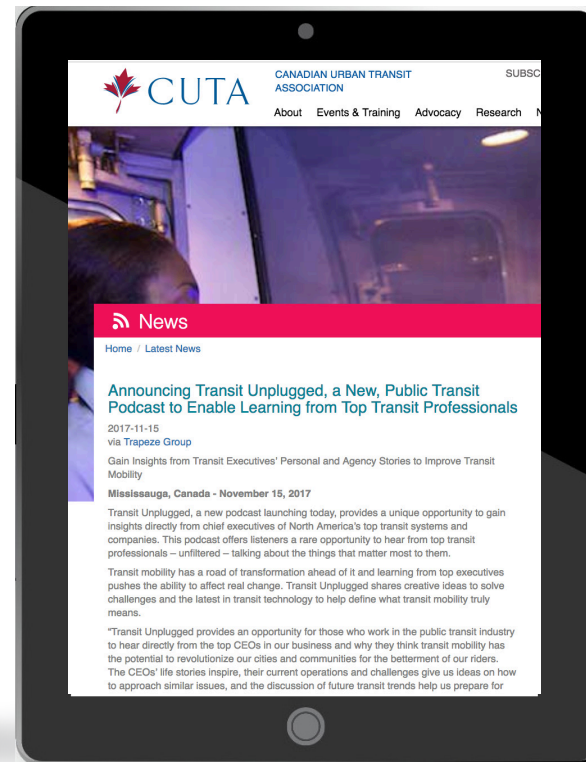 CUTA
CANADIAN URBAN TRANSIT
ASSOCIATION
SUBSC
About Events & Training Advocacy Research N
News
Home / Latest News
Announcing Transit Unplugged, a New, Public Transit
Podcast to Enable Learning from Top Transit Professionals
2017-11-15
via Trapeze Group
Gain Insights from Transit Executives' Personal and Agency Stories to Improve Transit
Mobility
Mississauga, Canada - November 15, 2017
Transit Unplugged, a new podcast launching today, provides a unique opportunity to gain
insights directly from chief executives of North America's top transit systems and
companies. This podcast offers listeners a rare opportunity to hear from top transit
professionals – unfiltered – talking about the things that matter most to them.
Transit mobility has a road of transformation ahead of it and learning from top executives
pushes the ability to affect real change. Transit Unplugged shares creative ideas to solve
challenges and the latest in transit technology to help define what transit mobility truly
means.
"Transit Unplugged provides an opportunity for those who work in the public transit industry
to hear directly from the top CEOs in our business and why they think transit mobility has
the potential to revolutionize our cities and communities for the betterment of our riders.
The CEOs' life stories inspire, their current operations and challenges give us ideas on how
to approach similar issues, and the discussion of future transit trends help us prepare for